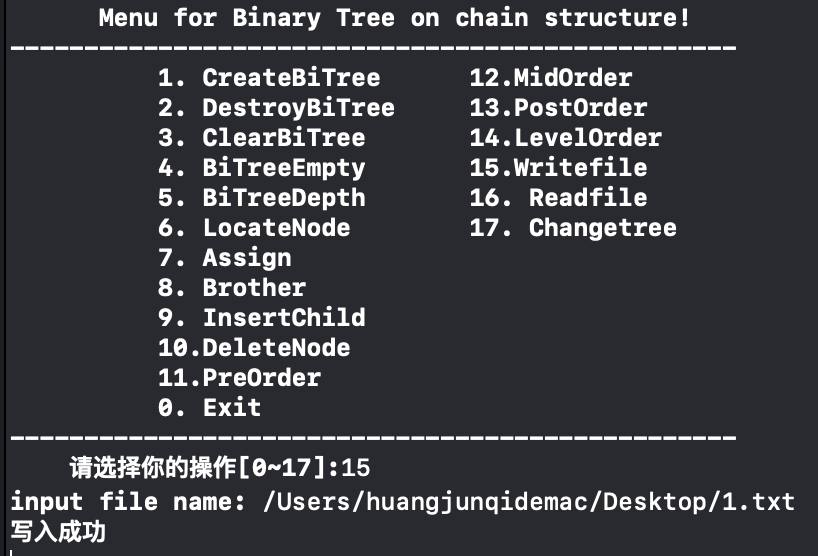 Menu for Binary Tree on chain structure!
-------------------------------------------------
1. CreateBiTree 12.MidOrder
2. DestroyBiTree 13.PostOrder
3. ClearBiTree 14.LevelOrder
4. BiTreeEmpty 15.Writefile
5. BiTreeDepth 16. Readfile
6. LocateNode 17. Changetree
7. Assign
8. Brother
9. InsertChild
10.DeleteNode
11.PreOrder
0. Exit
-------------------------------------------------
请选择你的操作[0~17]:15
input file name: /Users/huangjunqidemac/Desktop/1.txt
写入成功